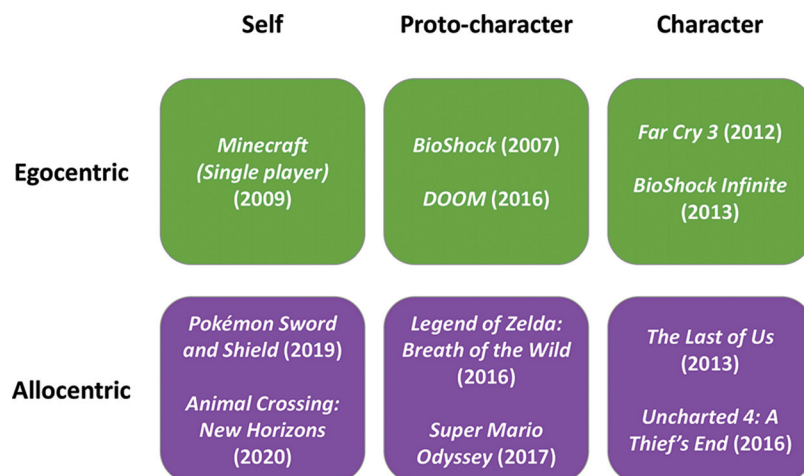 Self Proto-character Character
Egocentric
Minecraft
(Single player)
(2009)
BioShock (2007)
DOOM (2016)
Far Cry 3 (2012)
BioShock Infinite
(2013)
Allocentric
Pokémon Sword
and Shield (2019)
Animal Crossing:
New Horizons
(2020)
Legend of Zelda:
Breath of the Wild
(2016)
Super Mario
Odyssey (2017)
The Last of Us
(2013)
Uncharted 4: A
Thief's End (2016)